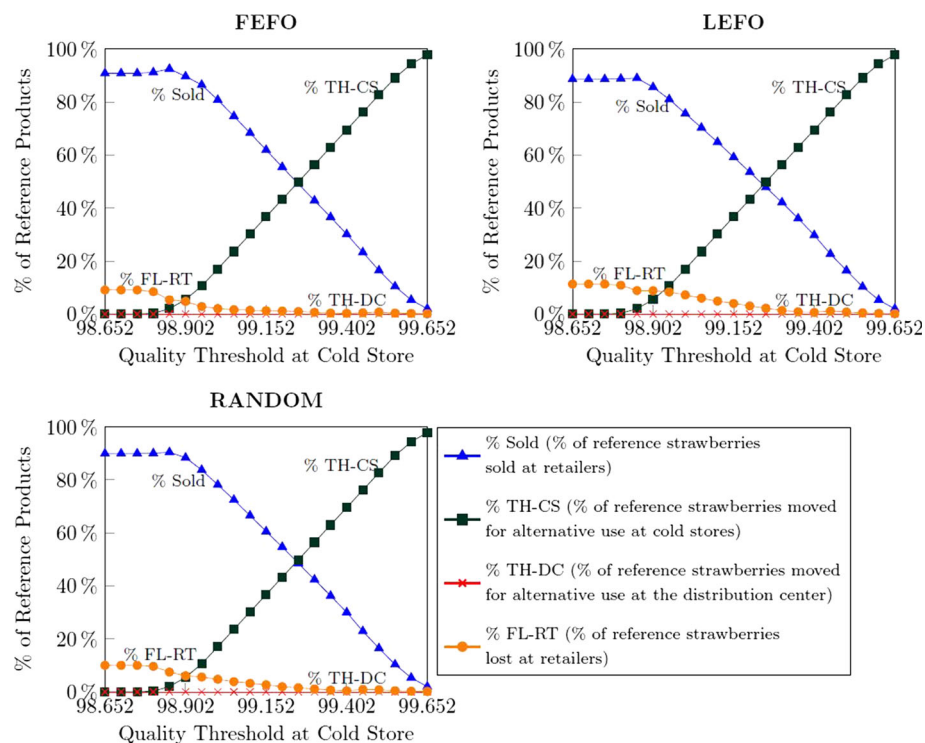 FEFO
100 %
80 %
60 %
40 %
20 %
0 %
% of Reference Products
% Sold
% TH-CS
% FL-RT
% TH-DC
98.652 98.902 99.152 99.402 99.652
Quality Threshold at Cold Store
LEFO
100 %
80 %
60 %
40 %
20 %
0 %
% of Reference Products
% Sold
% TH-CS
% FL-RT
% TH-DC
98.652 98.902 99.152 99.402 99.652
Quality Threshold at Cold Store
RANDOM
100 %
80 %
60 %
40 %
20 %
0 %
% of Reference Products
% Sold
% TH-CS
% FL-RT
% TH-DC
98.652 98.902 99.152 99.402 99.652
Quality Threshold at Cold Store
% Sold (% of reference strawberries
sold at retailers)
% TH-CS (% of reference strawberries moved
for alternative use at cold stores)
% TH-DC (% of reference strawberries moved
for alternative use at the distribution center)
% FL-RT (% of reference strawberries
lost at retailers)